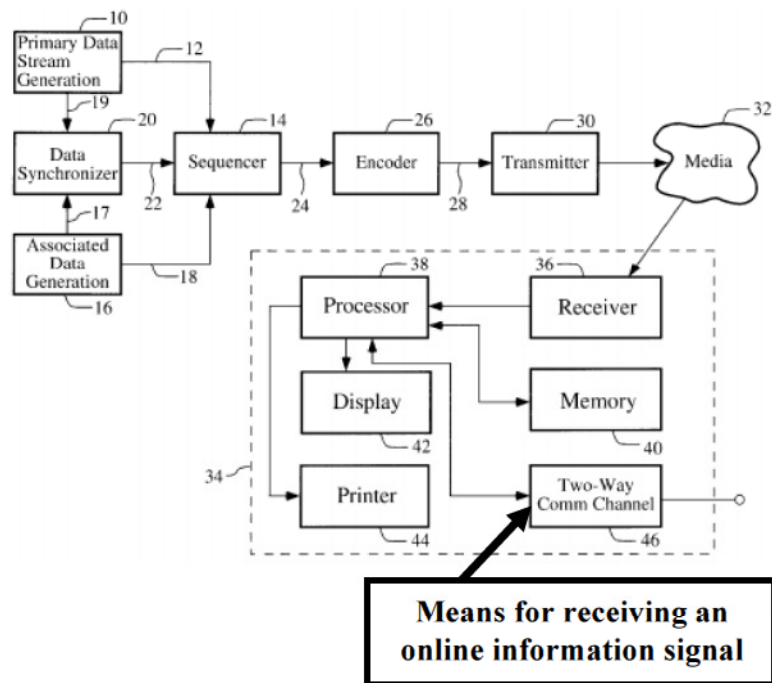 10
Primary Data
Stream
Generation
12
19
20
Data
Synchronizer
22
14
Sequencer
24
26
Encoder
28
30
Transmitter
32
Media
17
Associated
Data
Generation
18
16
38
Processor
36
Receiver
Display
42
Memory
40
34
Printer
44
Two-Way
Comm Channel
46
Means for receiving an
online information signal